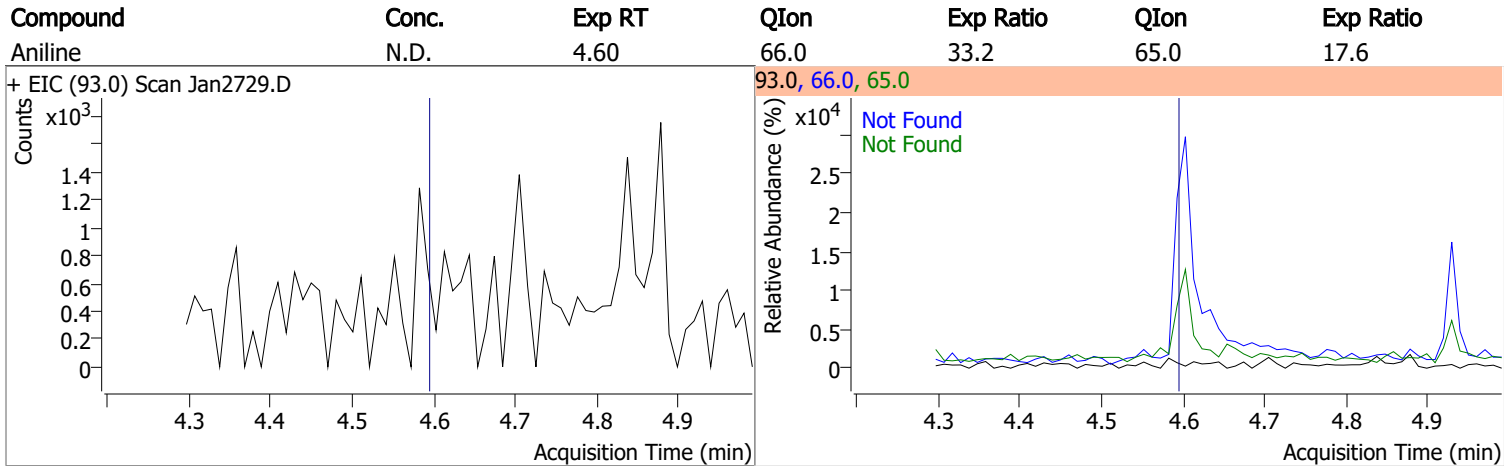 Compound Conc. Exp RT QIon Exp Ratio QIon Exp Ratio
Aniline N.D. 4.60 66.0 33.2 65.0 17.6
+ EIC (93.0) Scan Jan2729.D
Counts
x10³
1.4
1.2
1
0.8
0.6
0.4
0.2
0
4.3 4.4 4.5 4.6 4.7 4.8 4.9
Acquisition Time (min)
93.0, 66.0, 65.0
Relative Abundance (%)
x10⁴
Not Found
Not Found
2.5
2
1.5
1
0.5
0
4.3 4.4 4.5 4.6 4.7 4.8 4.9
Acquisition Time (min)